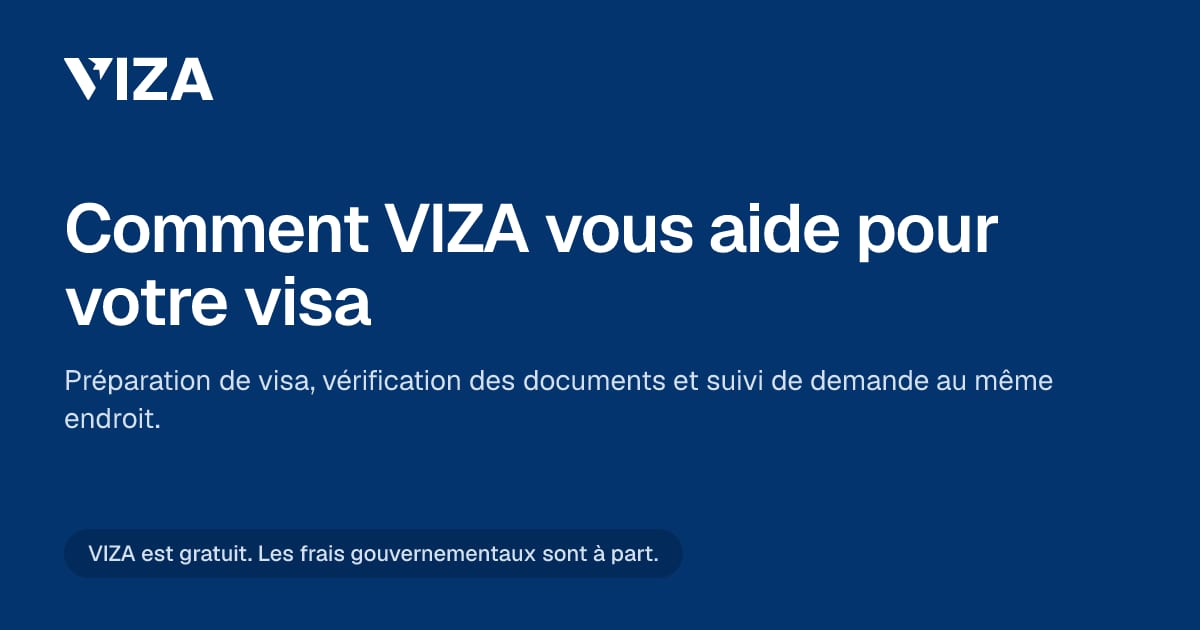 VIZA
Comment VIZA vous aide pour
votre visa
Préparation de visa, vérification des documents et suivi de demande au même
endroit.
VIZA est gratuit. Les frais gouvernementaux sont à part.